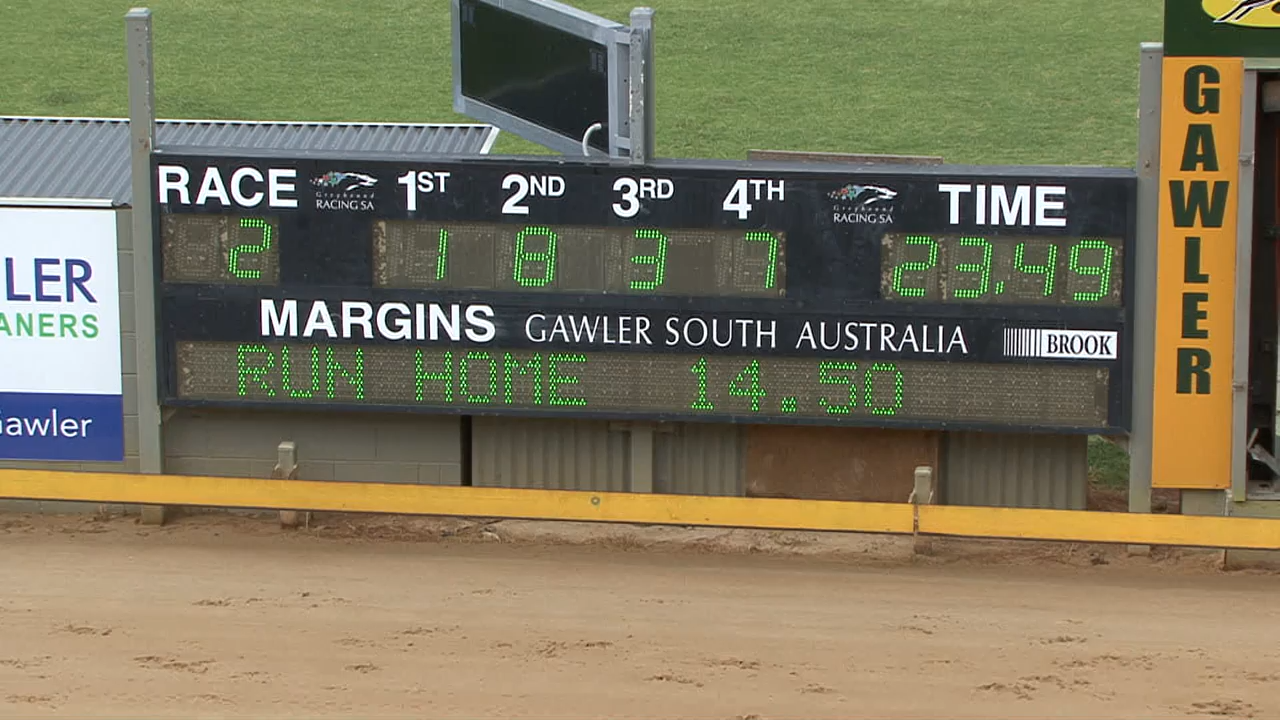 RACE 1ST 2ND 3RD 4TH TIME
Greyhound RACING SA
Greyhound RACING SA
2 1 8 3 7 23.49
MARGINS GAWLER SOUTH AUSTRALIA BROOK
RUN HOME 14.50
LER
ANERS
Gawler
GAWLER